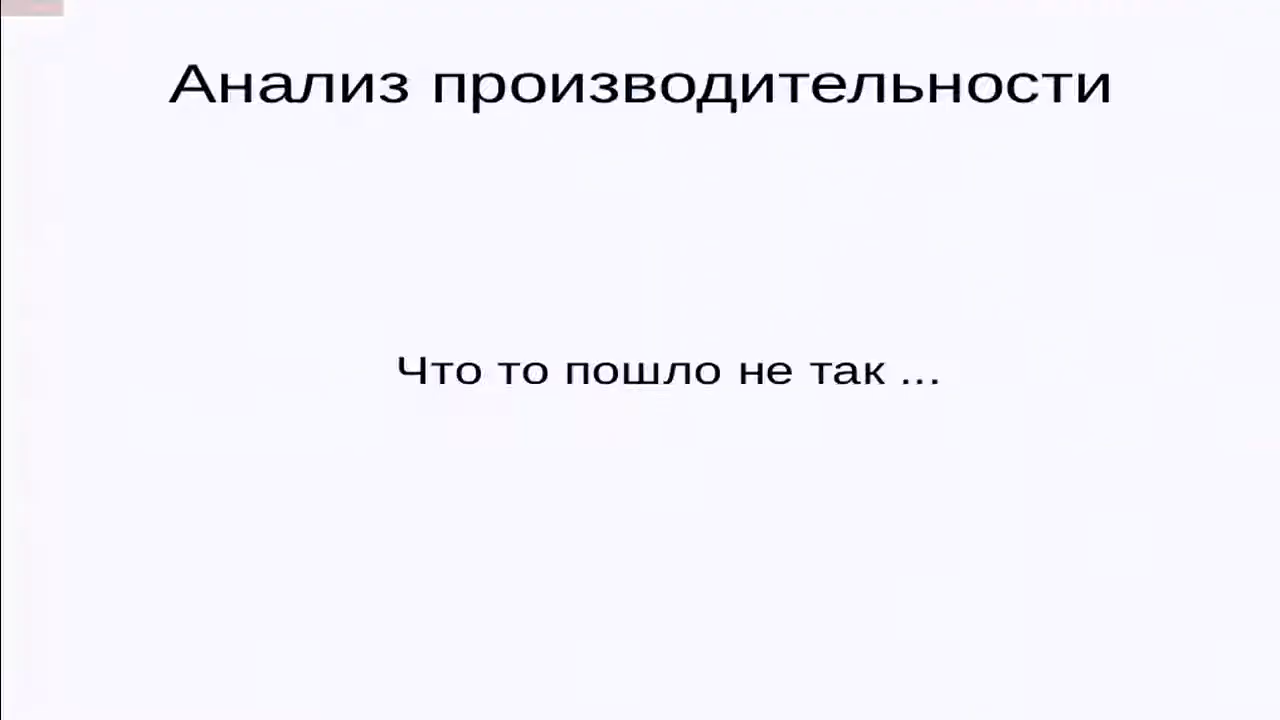 Анализ производительности
Что то пошло не так ...